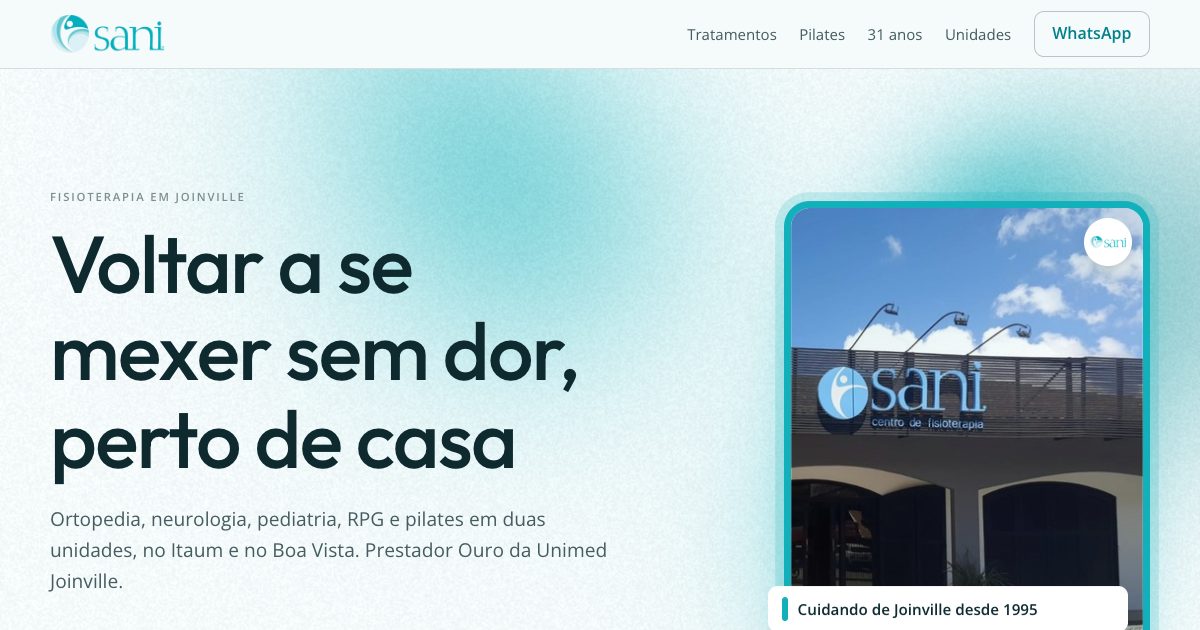 sani
Tratamentos
Pilates
31 anos
Unidades
WhatsApp
FISIOTERAPIA EM JOINVILLE
Voltar a se
mexer sem dor,
perto de casa
Ortopedia, neurologia, pediatria, RPG e pilates em duas
unidades, no Itaum e no Boa Vista. Prestador Ouro da Unimed
Joinville.
sani
sani
centro de fisioterapia
Cuidando de Joinville desde 1995